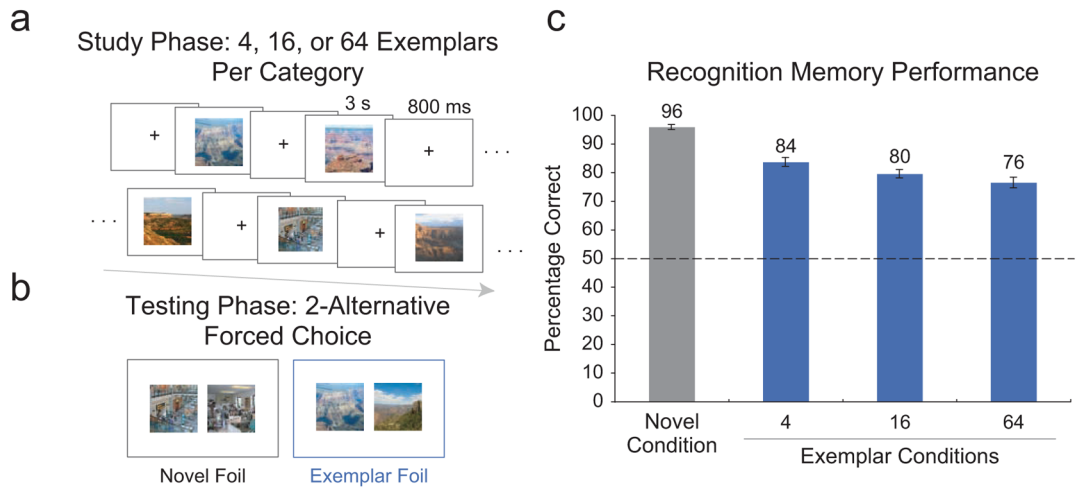 a
Study Phase: 4, 16, or 64 Exemplars
Per Category
3 s
800 ms
+
+
+
. . .
. . .
+
+
. . .
b
Testing Phase: 2-Alternative
Forced Choice
Novel Foil
Exemplar Foil
c
Recognition Memory Performance
Percentage Correct
100
90
80
70
60
50
40
30
20
10
0
96
84
80
76
Novel
Condition
4
16
64
Exemplar Conditions